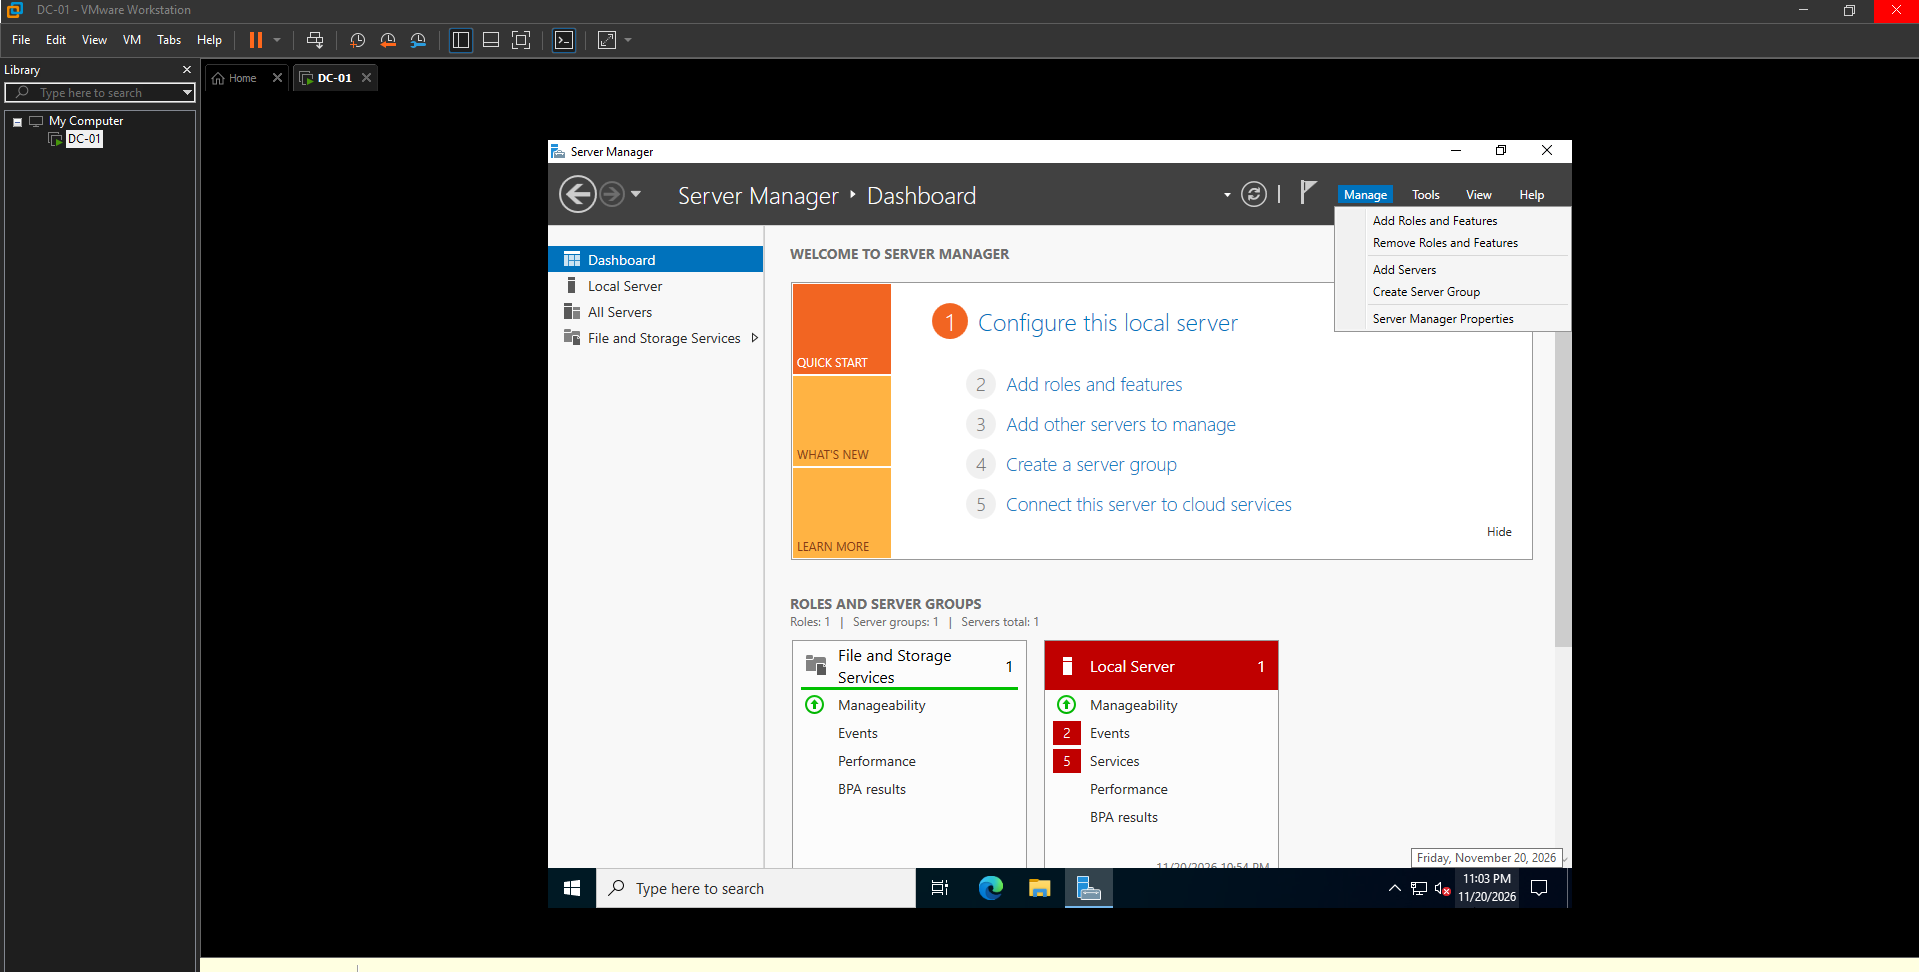 DC-01 - VMware Workstation
File Edit View VM Tabs Help
Library
Type here to search
My Computer
DC-01
Home
DC-01
Server Manager
Server Manager Dashboard
Manage Tools View Help
Add Roles and Features
Remove Roles and Features
Add Servers
Create Server Group
Server Manager Properties
Dashboard
Local Server
All Servers
File and Storage Services
WELCOME TO SERVER MANAGER
QUICK START
WHAT'S NEW
LEARN MORE
1 Configure this local server
2 Add roles and features
3 Add other servers to manage
4 Create a server group
5 Connect this server to cloud services
Hide
ROLES AND SERVER GROUPS
Roles: 1 | Server groups: 1 | Servers total: 1
File and Storage
Services
1
Manageability
Events
Performance
BPA results
Local Server 1
Manageability
2 Events
5 Services
Performance
BPA results
11/20/2026 10:54 PM
Friday, November 20, 2026
Type here to search
11:03 PM
11/20/2026